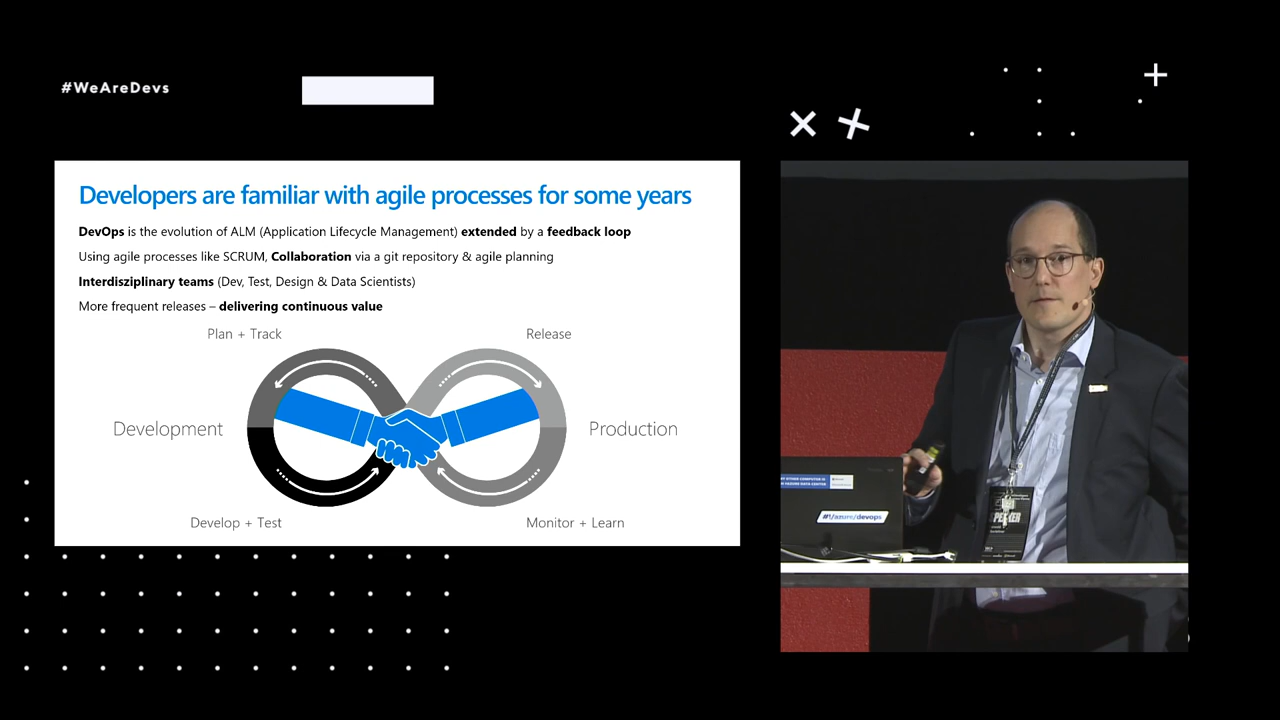 #WeAreDevs
Developers are familiar with agile processes for some years
DevOps is the evolution of ALM (Application Lifecycle Management) extended by a feedback loop
Using agile processes like SCRUM, Collaboration via a git repository & agile planning
Interdisziplinary teams (Dev, Test, Design & Data Scientists)
More frequent releases – delivering continuous value
Plan + Track
Release
Development
Production
Develop + Test
Monitor + Learn
#!/azure/devops